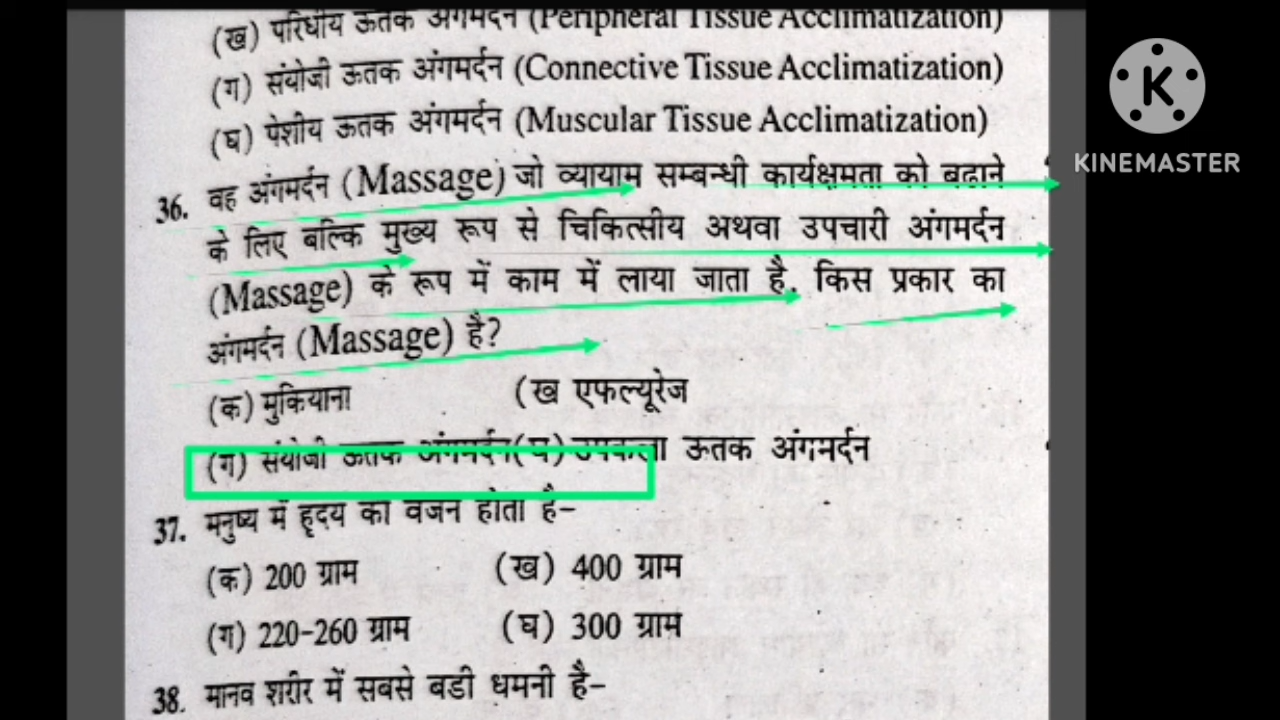 (ख) परिधीय ऊतक अंगमर्दन (Peripheral Tissue Acclimatization)
(ग) संयोजी ऊतक अंगमर्दन (Connective Tissue Acclimatization)
(घ) पेशीय ऊतक अंगमर्दन (Muscular Tissue Acclimatization)
36. वह अंगमर्दन (Massage) जो व्यायाम सम्बन्धी कार्यक्षमता को बढाने
के लिए बल्कि मुख्य रूप से चिकित्सीय अथवा उपचारी अंगमर्दन
(Massage) के रूप में काम में लाया जाता है, किस प्रकार का
अंगमर्दन (Massage) है?
(क) मुकियाना (ख एफल्यूरेज
(ग) संयोजी ऊतक अंगमर्दन(घ) उपकला ऊतक अंगमर्दन
37. मनुष्य में हृदय का वजन होता है–
(क) 200 ग्राम (ख) 400 ग्राम
(ग) 220-260 ग्राम (घ) 300 ग्राम
38. मानव शरीर में सबसे बडी धमनी है–
KINEMASTER